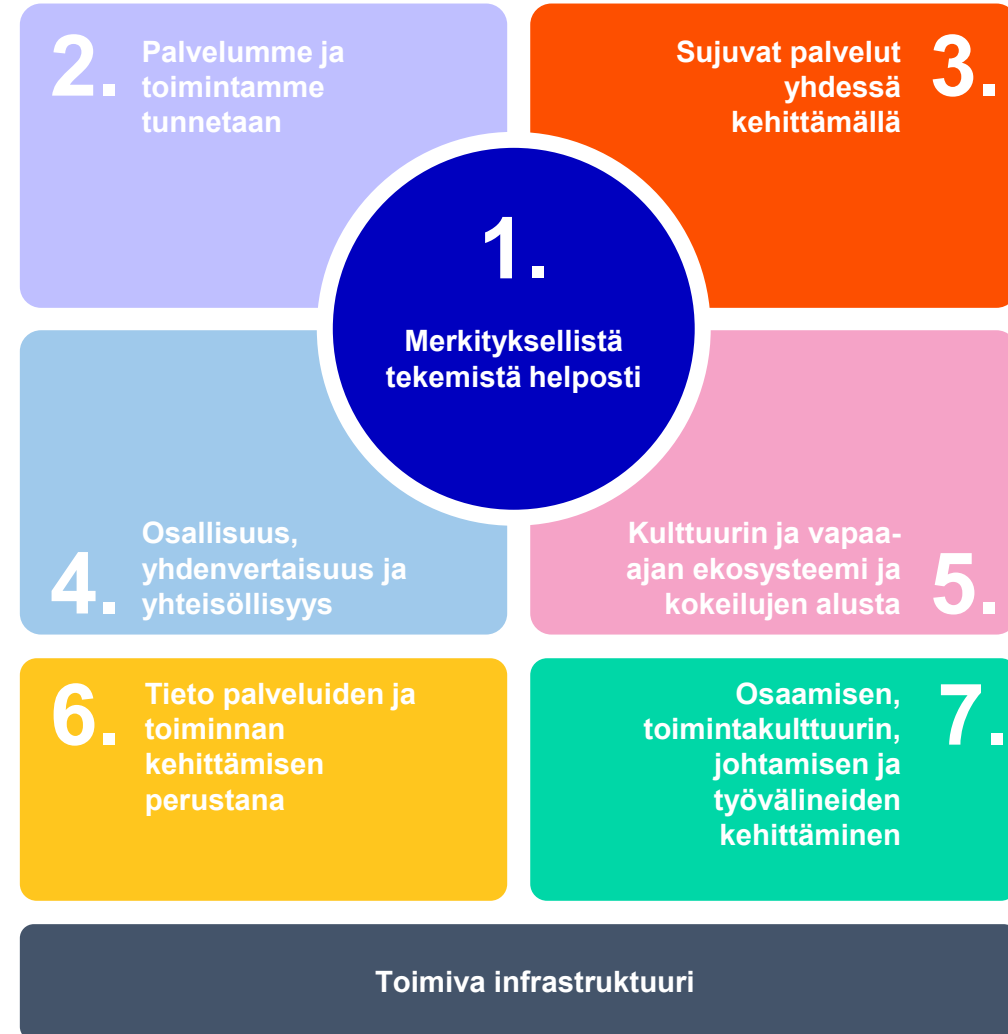 2.
Palvelumme ja
toimintamme
tunnetaan
Sujuvat palvelut
yhdessä
kehittämällä
3.
1.
Merkityksellistä
tekemistä helposti
4.
Osallisuus,
yhdenvertaisuus ja
yhteisöllisyys
Kulttuurin ja vapaa-
ajan ekosysteemi ja
kokeilujen alusta
5.
6.
Tieto palveluiden ja
toiminnan
kehittämisen
perustana
Osaamisen,
toimintakulttuurin,
johtamisen ja
työvälineiden
kehittäminen
7.
Toimiva infrastruktuuri